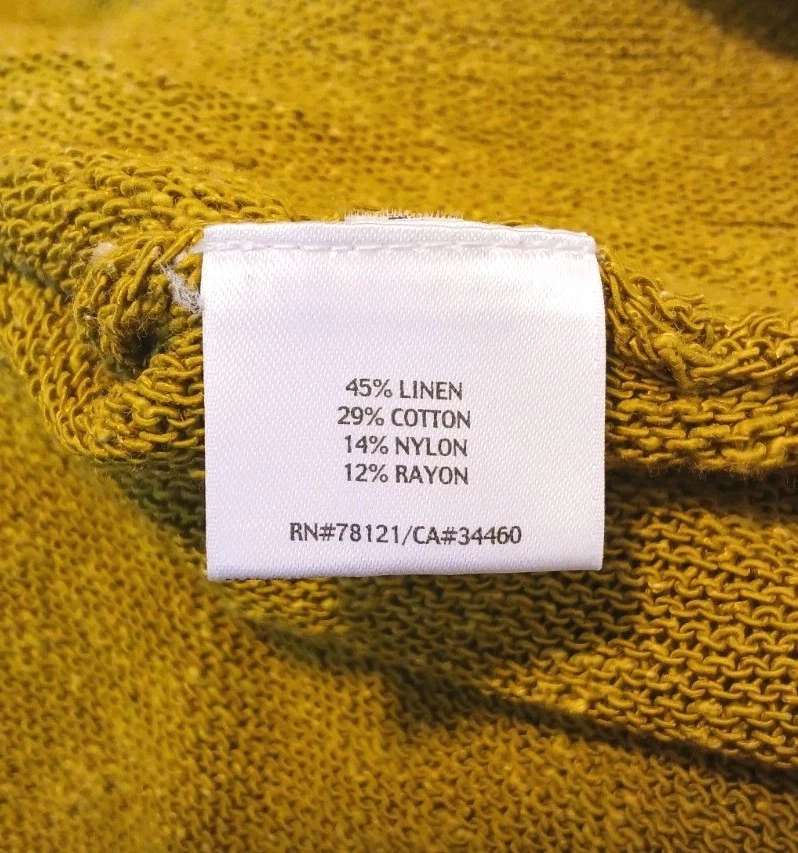 45% LINEN
29% COTTON
14% NYLON
12% RAYON
RN#78121/CA#34460